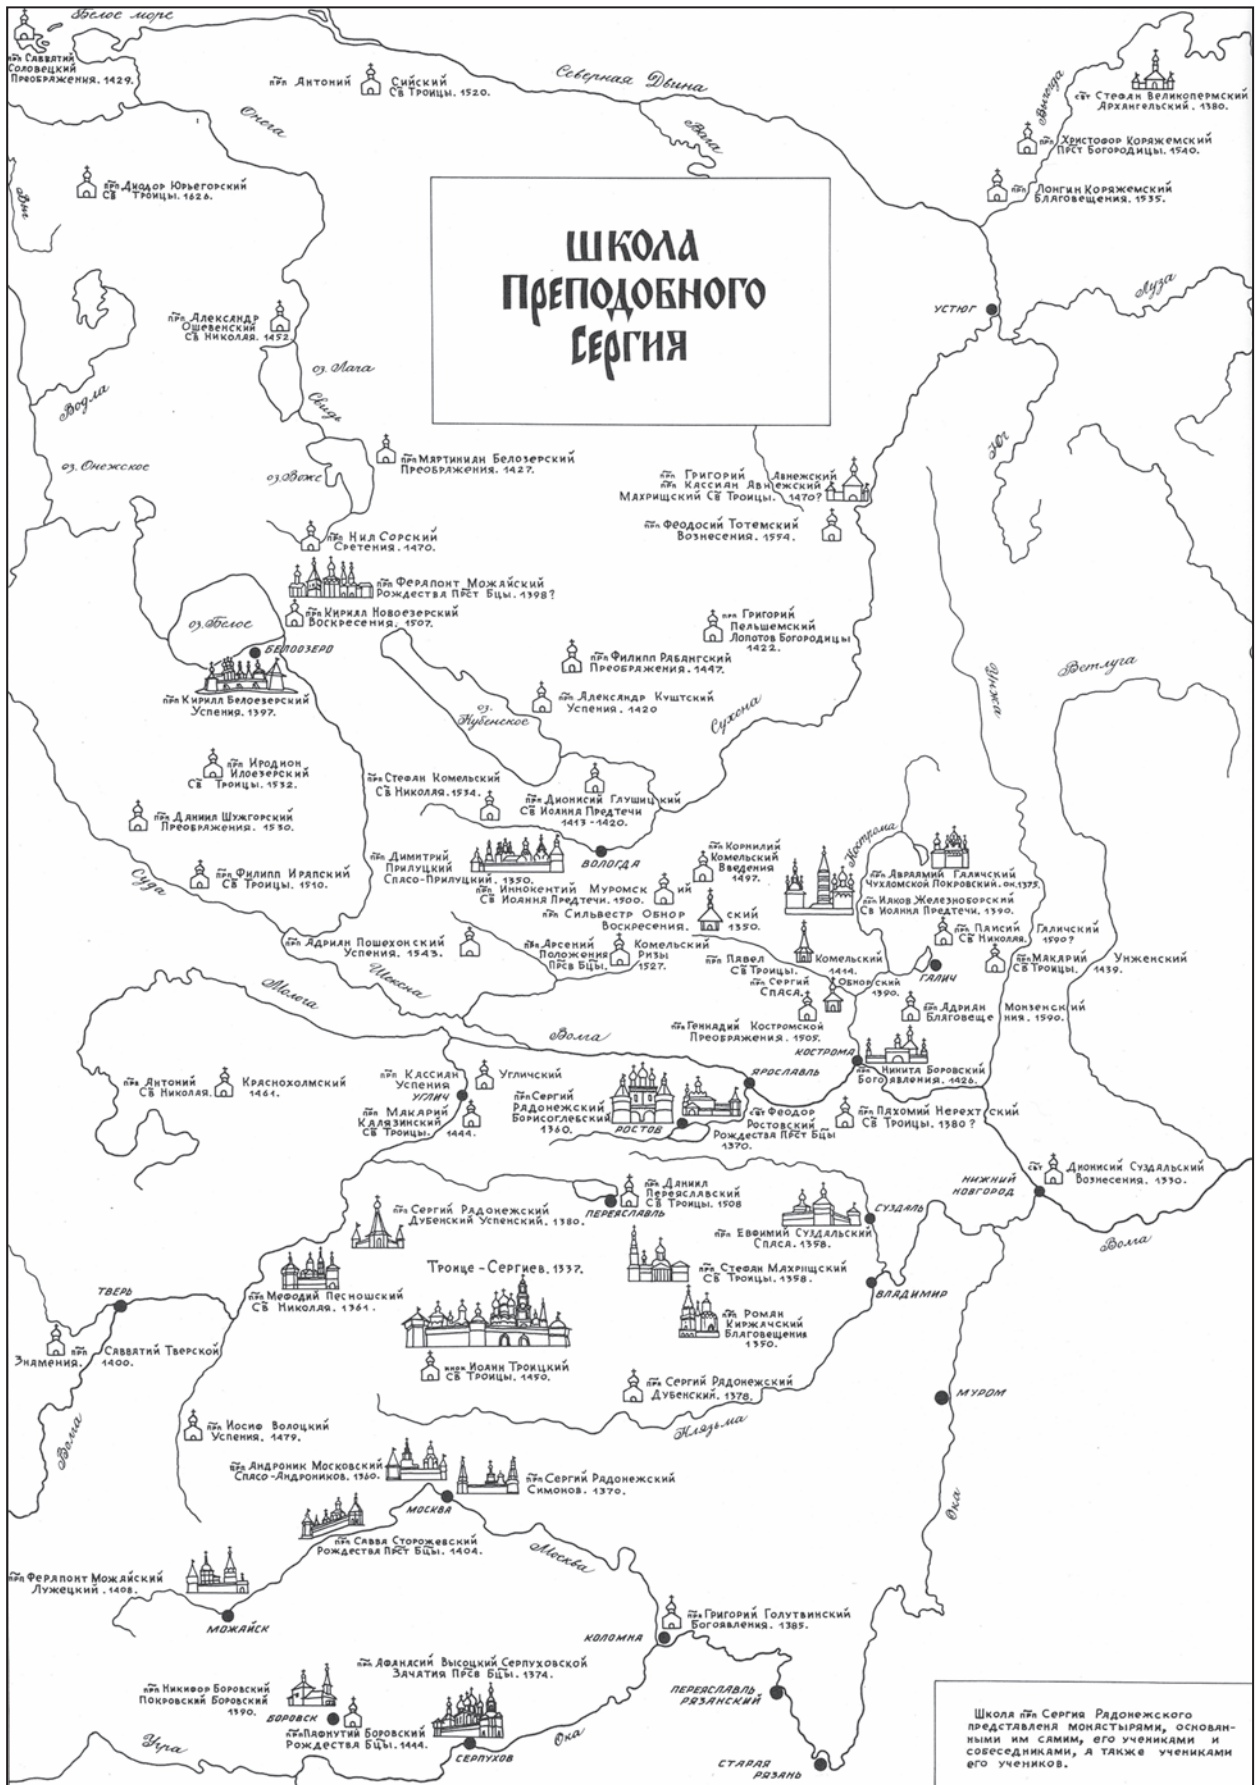 Белое море
прп Савватий
Соловецкий
Преображения. 1429.
прп Антоний Сийский
Св Троицы. 1520.
Северная Двина
Вычегда
свт Стефан Великопермский
Архангельский. 1380.
Онега
Вага
прп Христофор Коряжемский
Прст Богородицы. 1540.
прп Диодор Юрьегорский
Св Троицы. 1626.
прп Лонгин Коряжемский
Благовещения. 1535.
Выг
ШКОЛА
ПРЕПОДОБНОГО
СЕРГИЯ
Луза
УСТЮГ
прп Александр
Ошевенский
Св Николая. 1452.
оз. Лача
Свидь
Водла
Юг
оз. Онежское
оз. Воже
прп Мартиниан Белозерский
Преображения. 1427.
прп Григорий Авнежский
прп Кассиан Авнежский
Махрищский Св Троицы. 1470?
прп Феодосий Тотемский
Вознесения. 1554.
прп Нил Сорский
Сретения. 1470.
прп Ферапонт Можайский
Рождества Прст Бцы. 1398?
прп Кирилл Новоезерский
Воскресения. 1507.
оз. Белое
БЕЛООЗЕРО
прп Григорий
Пельшемский
Лопотов Богородицы
1422.
прп Филипп Рабангский
Преображения. 1447.
прп Кирилл Белоезерский
Успения. 1397.
прп Александр Куштский
Успения. 1420
оз.
Кубенское
Сухона
Унжа
Ветлуга
прп Иродион
Илоезерский
Св Троицы. 1532.
прп Стефан Комельский
Св Николая. 1534.
прп Дионисий Глушицкий
Св Иоанна Предтечи
1413-1420.
прп Даниил Шужгорский
Преображения. 1530.
прп Димитрий
Прилуцкий
Спасо-Прилуцкий. 1350.
ВОЛОГДА
прп Корнилий
Комельский
Введения
1497.
Кострома
прп Авраамий Галичский
Чухломской Покровский. ок.1375.
прп Филипп Ирапский
Св Троицы. 1510.
Суда
прп Иннокентий Муромский
Св Иоанна Предтечи. 1500.
прп Иаков Железноборский
Св Иоанна Предтечи. 1390.
прп Сильвестр Обнорский
Воскресения. 1350.
прп Паисий Галичский
Св Николая. 1590?
прп Адриан Пошехонский
Успения. 1543.
прп Арсений Комельский
Положения Ризы
Прсв Бцы. 1527.
прп Павел Комельский
Св Троицы. 1414.
прп Макарий Унженский
Св Троицы. 1439.
ГАЛИЧ
прп Сергий Обнорский
Спаса. 1390.
Шексна
Молога
прп Адриан Монзенский
Благовещения. 1590.
прп Геннадий Костромской
Преображения. 1505.
Волга
КОСТРОМА
прп Никита Боровский
Богоявления. 1426.
прп Антоний Краснохолмский
Св Николая. 1461.
прп Кассиан Угличский
Успения
УГЛИЧ
ЯРОСЛАВЛЬ
прп Сергий
Радонежский
Борисоглебский
1360.
РОСТОВ
свт Феодор
Ростовский
Рождества Прст Бцы
1370.
прп Пахомий Нерехтский
Св Троицы. 1380?
прп Макарий
Калязинский
Св Троицы. 1444.
свт Дионисий Суздальский
Вознесения. 1330.
НИЖНИЙ
НОВГОРОД
прп Даниил
Переяславский
Св Троицы. 1508
ПЕРЕЯСЛАВЛЬ
прп Сергий Радонежский
Дубенский Успенский. 1380.
СУЗДАЛЬ
прп Евфимий Суздальский
Спаса. 1358.
Волга
Троице-Сергиев. 1337.
прп Стефан Махрищский
Св Троицы. 1358.
ВЛАДИМИР
ТВЕРЬ
прп Мефодий Песношский
Св Николая. 1361.
прп Роман
Киржачский
Благовещения
1350.
прп Савватий Тверской
Знамения. 1400.
инок Иоанн Троицкий
Св Троицы. 1450.
прп Сергий Радонежский
Дубенский. 1378.
МУРОМ
Клязьма
Волга
прп Иосиф Волоцкий
Успения. 1479.
прп Андроник Московский
Спасо-Андроников. 1360.
прп Сергий Радонежский
Симонов. 1370.
МОСКВА
Ока
прп Савва Сторожевский
Рождества Прст Бцы. 1404.
Москва
прп Ферапонт Можайский
Лужецкий. 1408.
МОЖАЙСК
прп Григорий Голутвинский
Богоявления. 1385.
КОЛОМНА
прп Афанасий Высоцкий Серпуховской
Зачатия Прсв Бцы. 1374.
ПЕРЕЯСЛАВЛЬ
РЯЗАНСКИЙ
прп Никифор Боровский
Покровский Боровский
1390.
БОРОВСК
прп Пафнутий Боровский
Рождества Бцы. 1444.
СЕРПУХОВ
Угра
Ока
СТАРАЯ
РЯЗАНЬ
Школа прп Сергия Радонежского
представлена монастырями, основан-
ными им самим, его учениками и
собеседниками, а также учениками
его учеников.